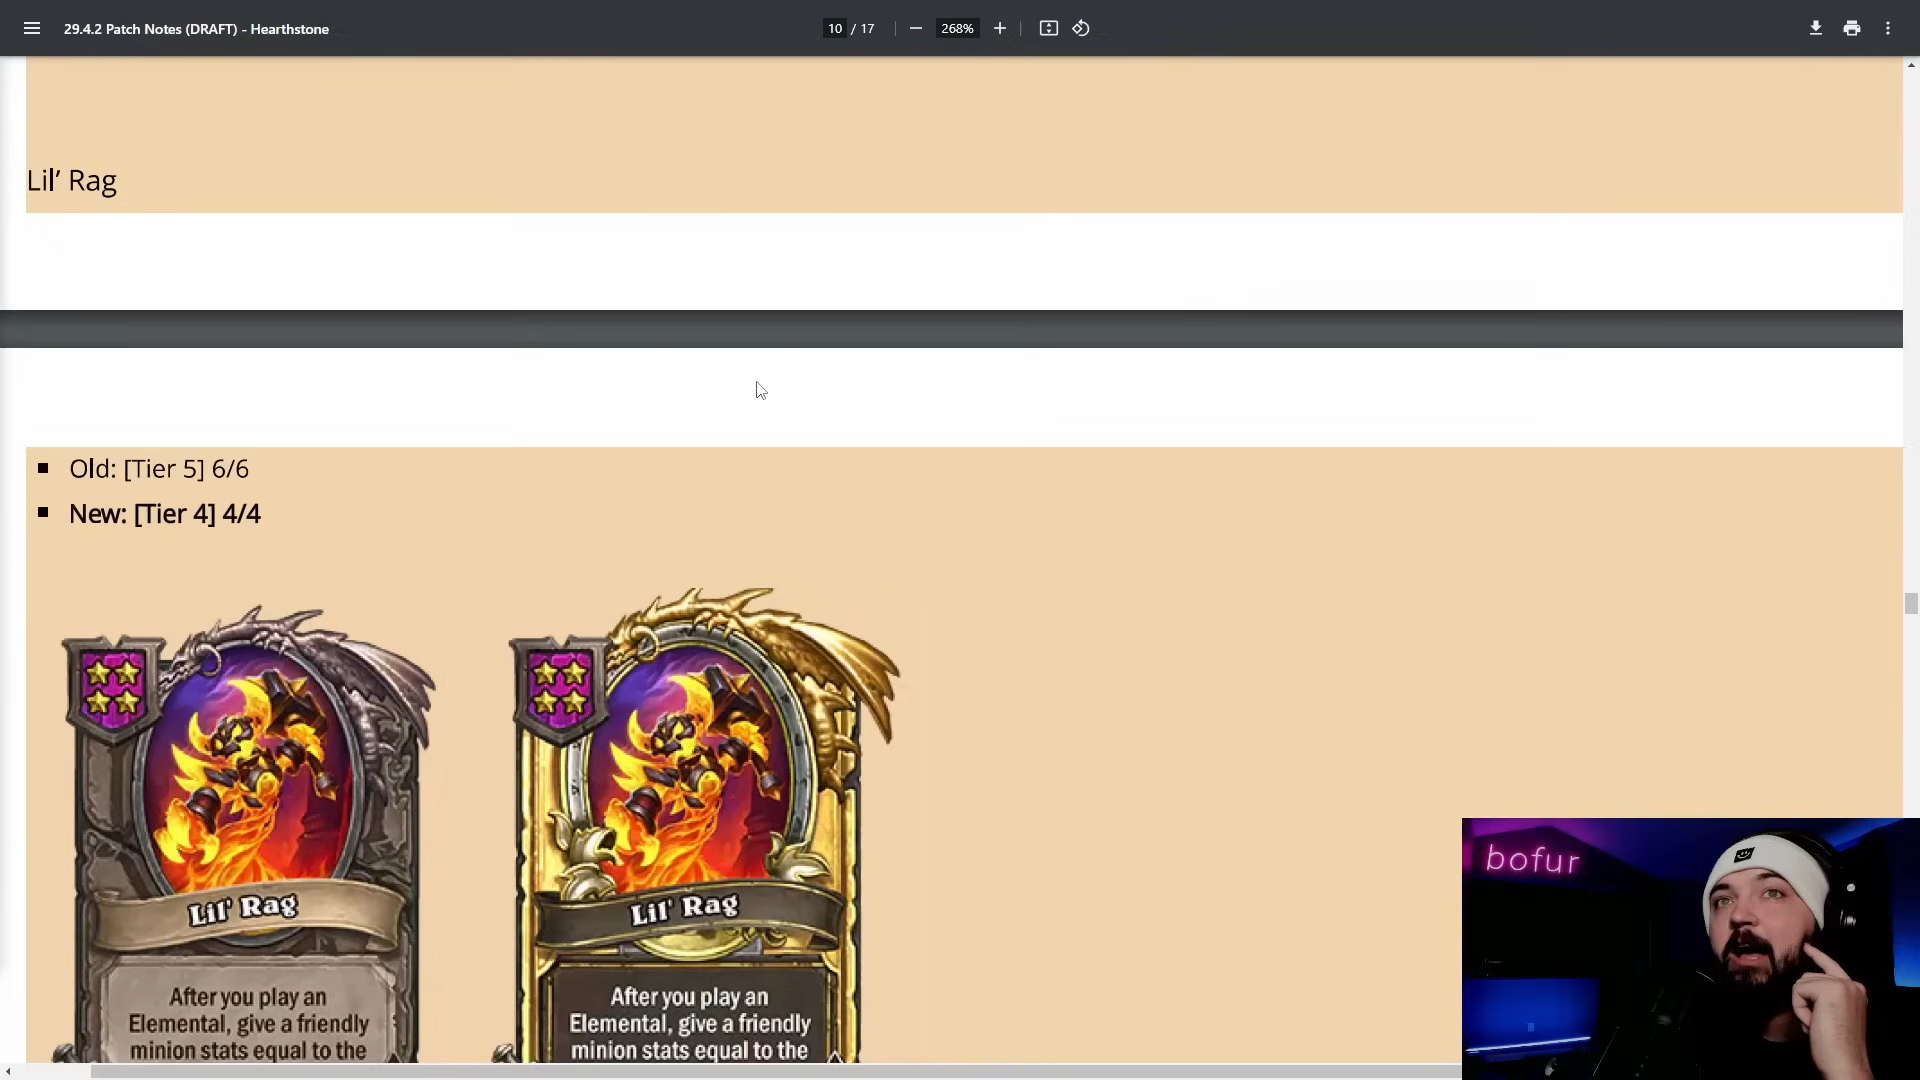 29.4.2 Patch Notes (DRAFT) - Hearthstone
10 / 17
268%
Lil’ Rag
Old: [Tier 5] 6/6
New: [Tier 4] 4/4
Lil' Rag
After you play an
Elemental, give a friendly
minion stats equal to the
Lil' Rag
After you play an
Elemental, give a friendly
minion stats equal to the
bofur